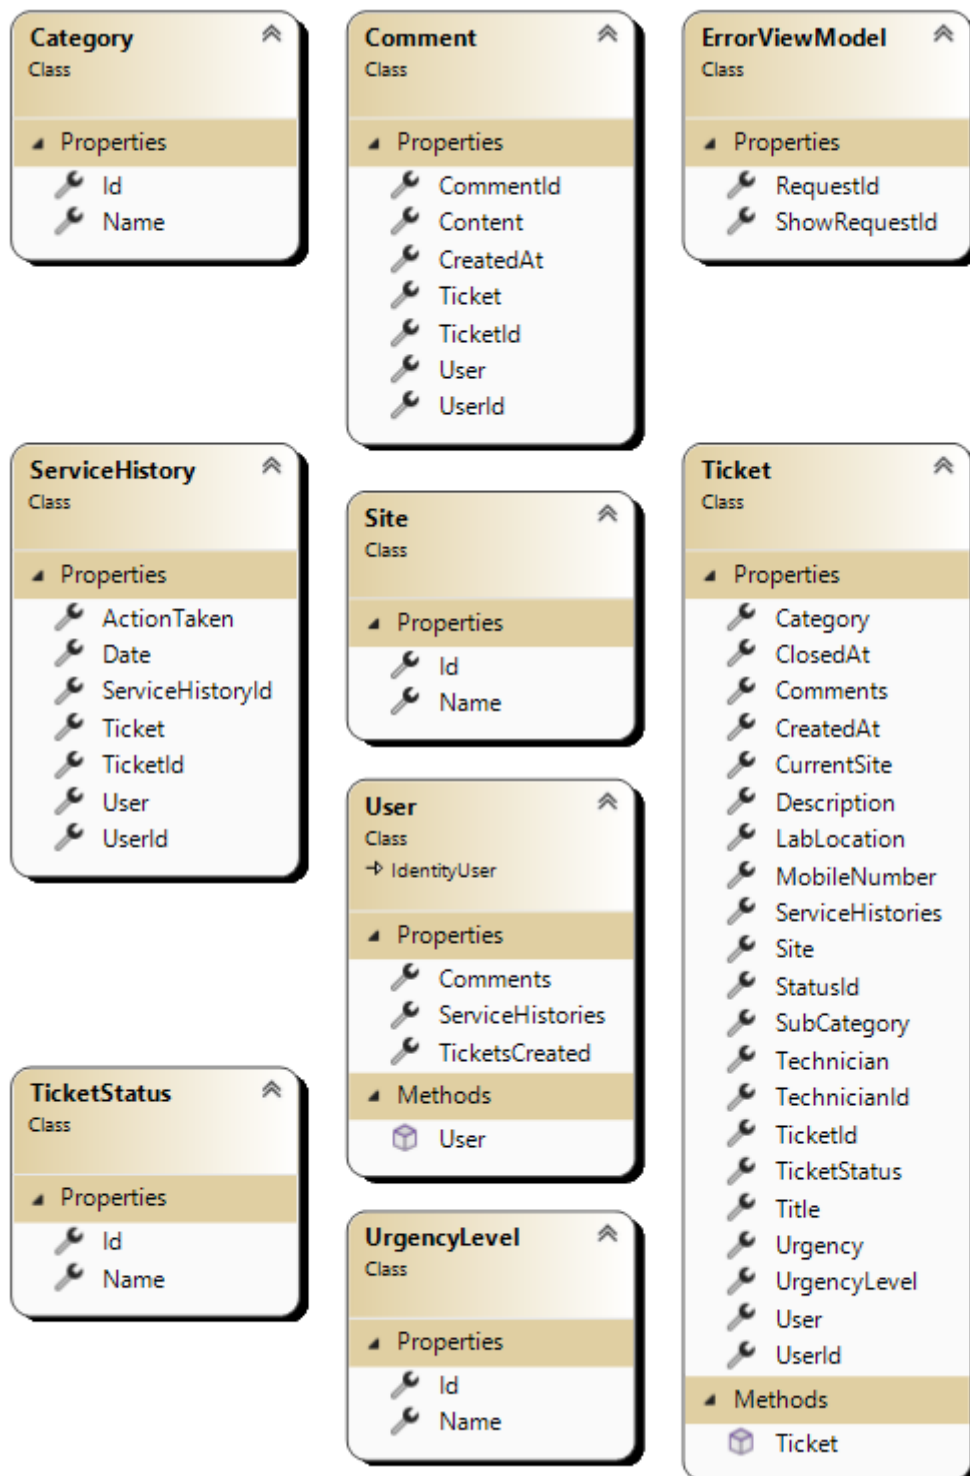 Category
Class
Properties
Id
Name
Comment
Class
Properties
CommentId
Content
CreatedAt
Ticket
TicketId
User
UserId
ErrorViewModel
Class
Properties
RequestId
ShowRequestId
ServiceHistory
Class
Properties
ActionTaken
Date
ServiceHistoryId
Ticket
TicketId
User
UserId
Site
Class
Properties
Id
Name
Ticket
Class
Properties
Category
ClosedAt
Comments
CreatedAt
CurrentSite
Description
LabLocation
MobileNumber
ServiceHistories
Site
StatusId
SubCategory
Technician
TechnicianId
TicketId
TicketStatus
Title
Urgency
UrgencyLevel
User
UserId
Methods
Ticket
User
Class
IdentityUser
Properties
Comments
ServiceHistories
TicketsCreated
Methods
User
TicketStatus
Class
Properties
Id
Name
UrgencyLevel
Class
Properties
Id
Name